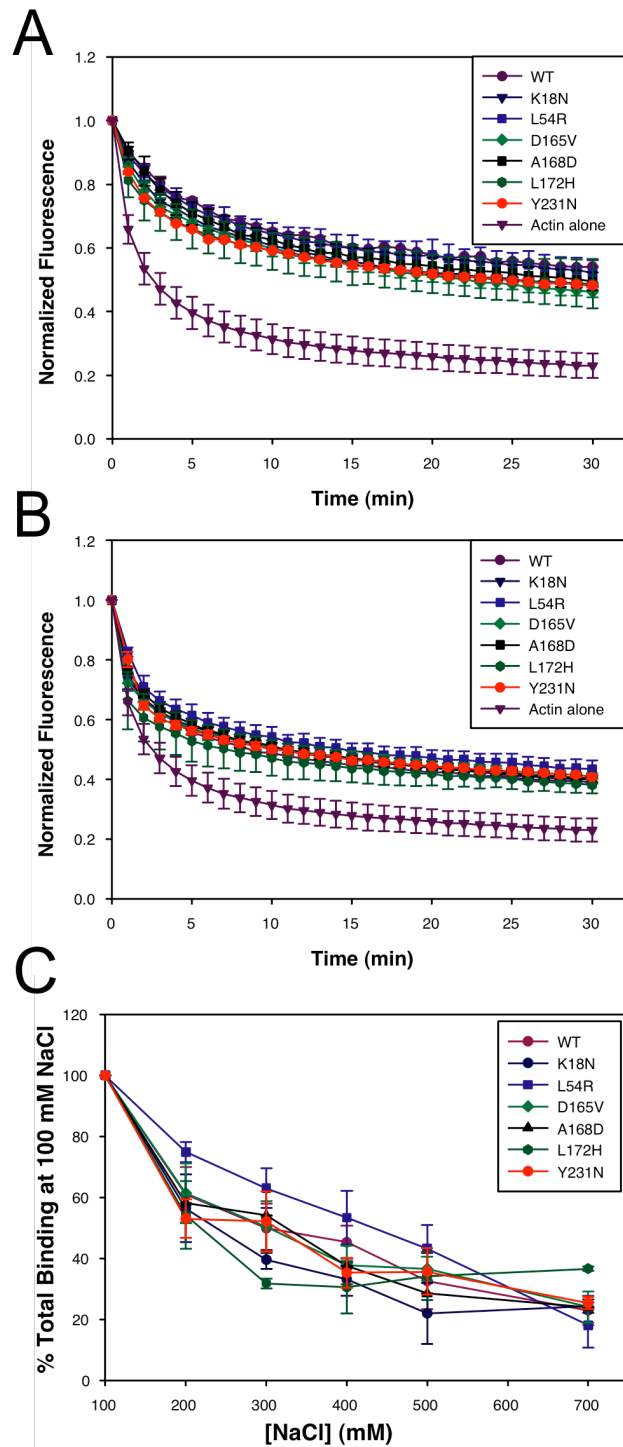 A
1.2
1.0
0.8
0.6
0.4
0.2
0.0
Normalized Fluorescence
0 5 10 15 20 25 30
Time (min)
WT
K18N
L54R
D165V
A168D
L172H
Y231N
Actin alone
B
1.2
1.0
0.8
0.6
0.4
0.2
0.0
Normalized Fluorescence
0 5 10 15 20 25 30
Time (min)
WT
K18N
L54R
D165V
A168D
L172H
Y231N
Actin alone
C
120
100
80
60
40
20
0
% Total Binding at 100 mM NaCl
100 200 300 400 500 600 700
[NaCl] (mM)
WT
K18N
L54R
D165V
A168D
L172H
Y231N